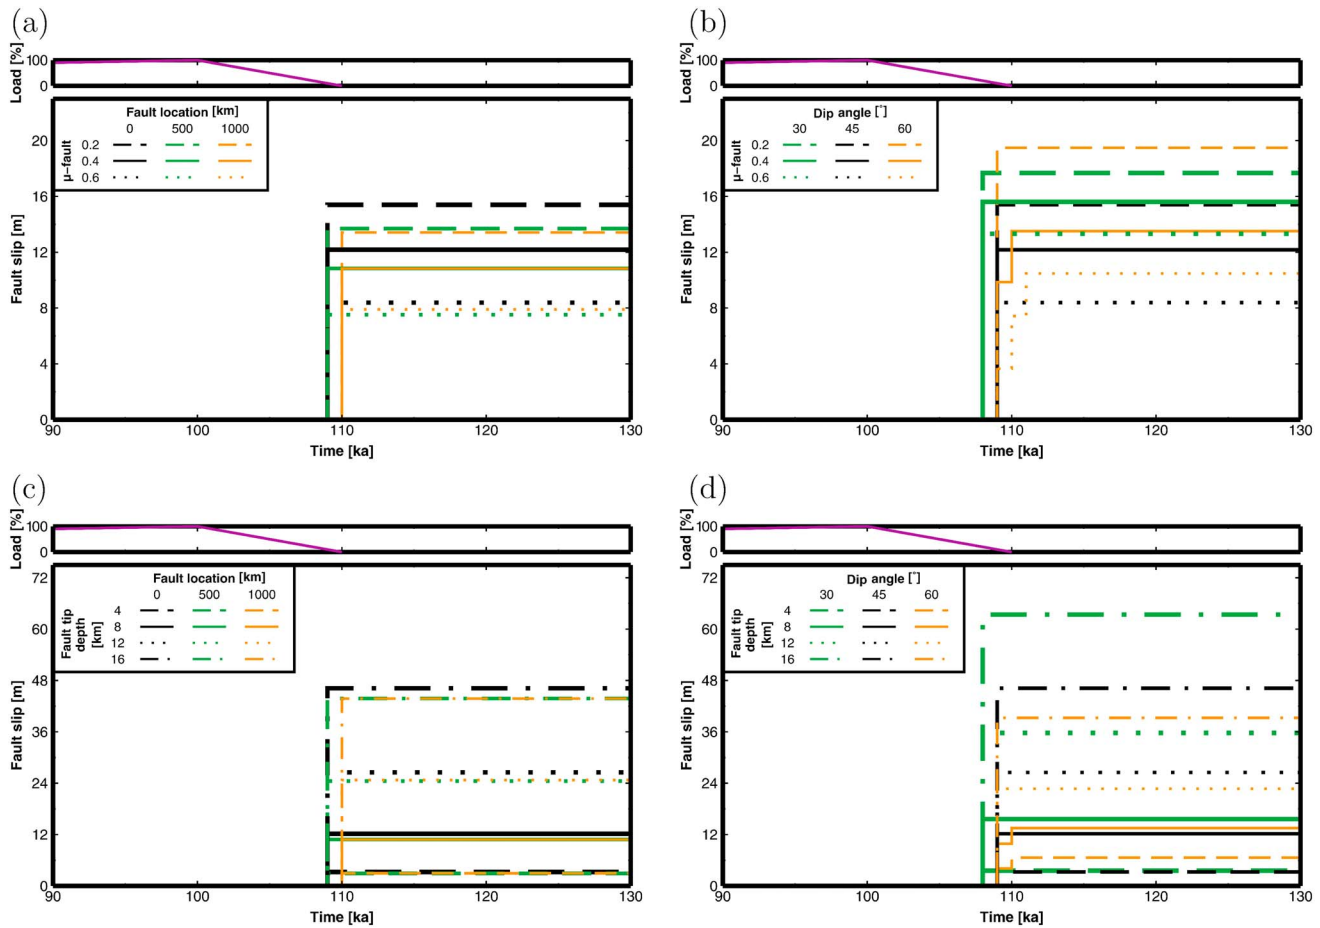 (a)
Load [%]
100
0
Fault location [km]
0 500 1000
μ−fault
0.2
0.4
0.6
Fault slip [m]
20
16
12
8
4
0
90 100 110 120 130
Time [ka]
(b)
Load [%]
100
0
Dip angle [°]
30 45 60
μ−fault
0.2
0.4
0.6
Fault slip [m]
20
16
12
8
4
0
90 100 110 120 130
Time [ka]
(c)
Load [%]
100
0
Fault location [km]
0 500 1000
Fault tip
depth
[km]
4
8
12
16
Fault slip [m]
72
60
48
36
24
12
0
90 100 110 120 130
Time [ka]
(d)
Load [%]
100
0
Dip angle [°]
30 45 60
Fault tip
depth
[km]
4
8
12
16
Fault slip [m]
72
60
48
36
24
12
0
90 100 110 120 130
Time [ka]